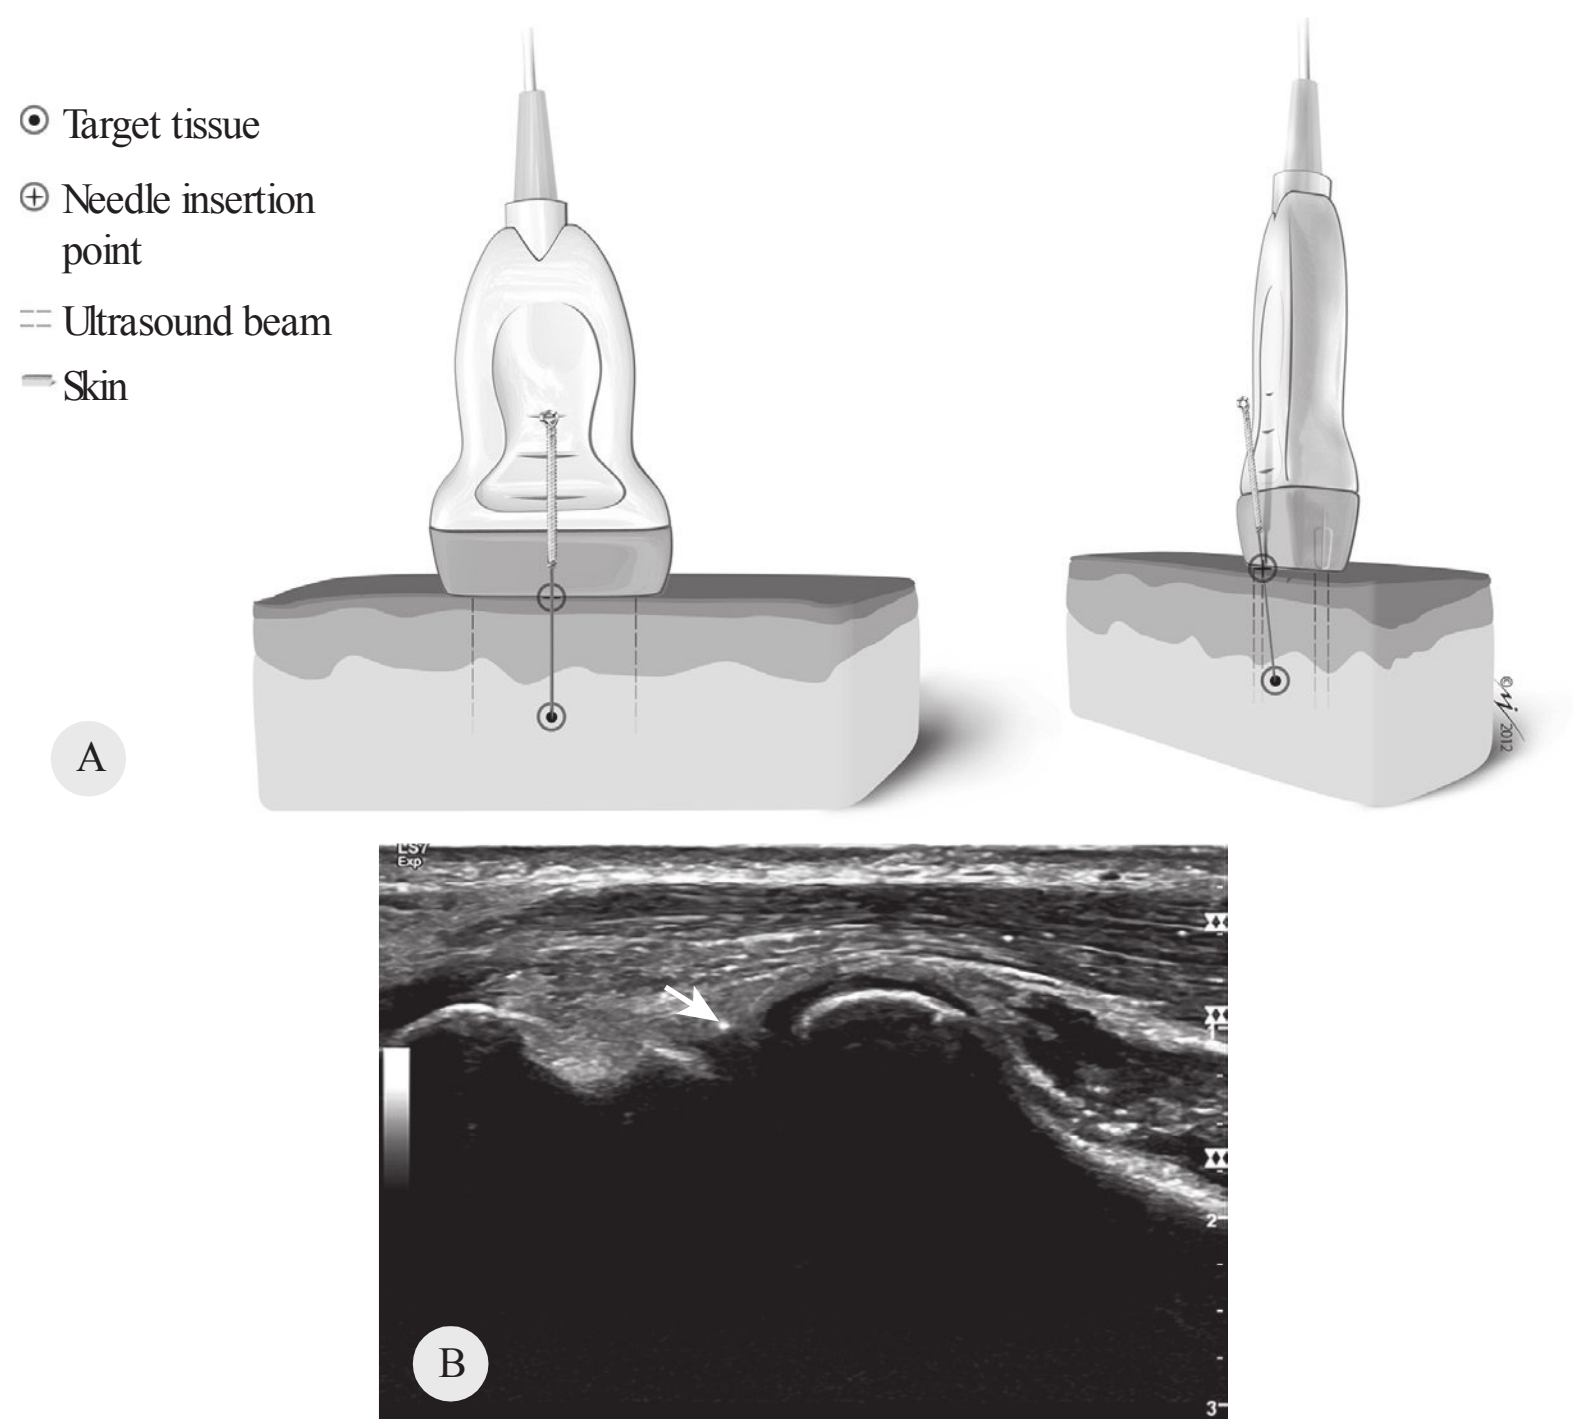 Target tissue
Needle insertion
point
Ultrasound beam
Skin
© 2012
A
LS7
Exp
1
2
B
3